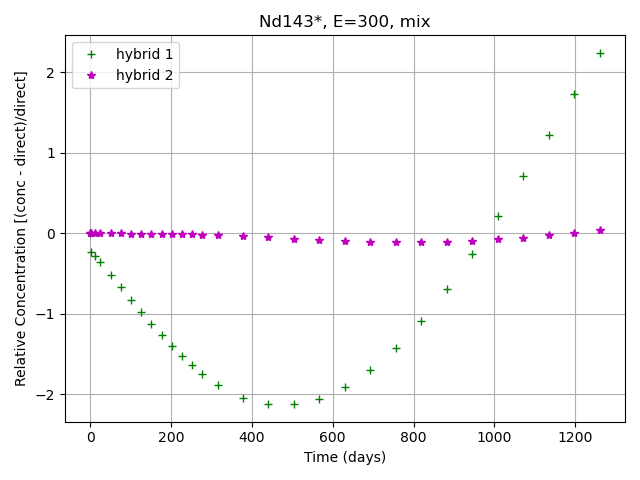 Nd143*, E=300, mix
hybrid 1
hybrid 2
Relative Concentration [(conc - direct)/direct]
2
1
0
−1
−2
0
200
400
600
800
1000
1200
Time (days)